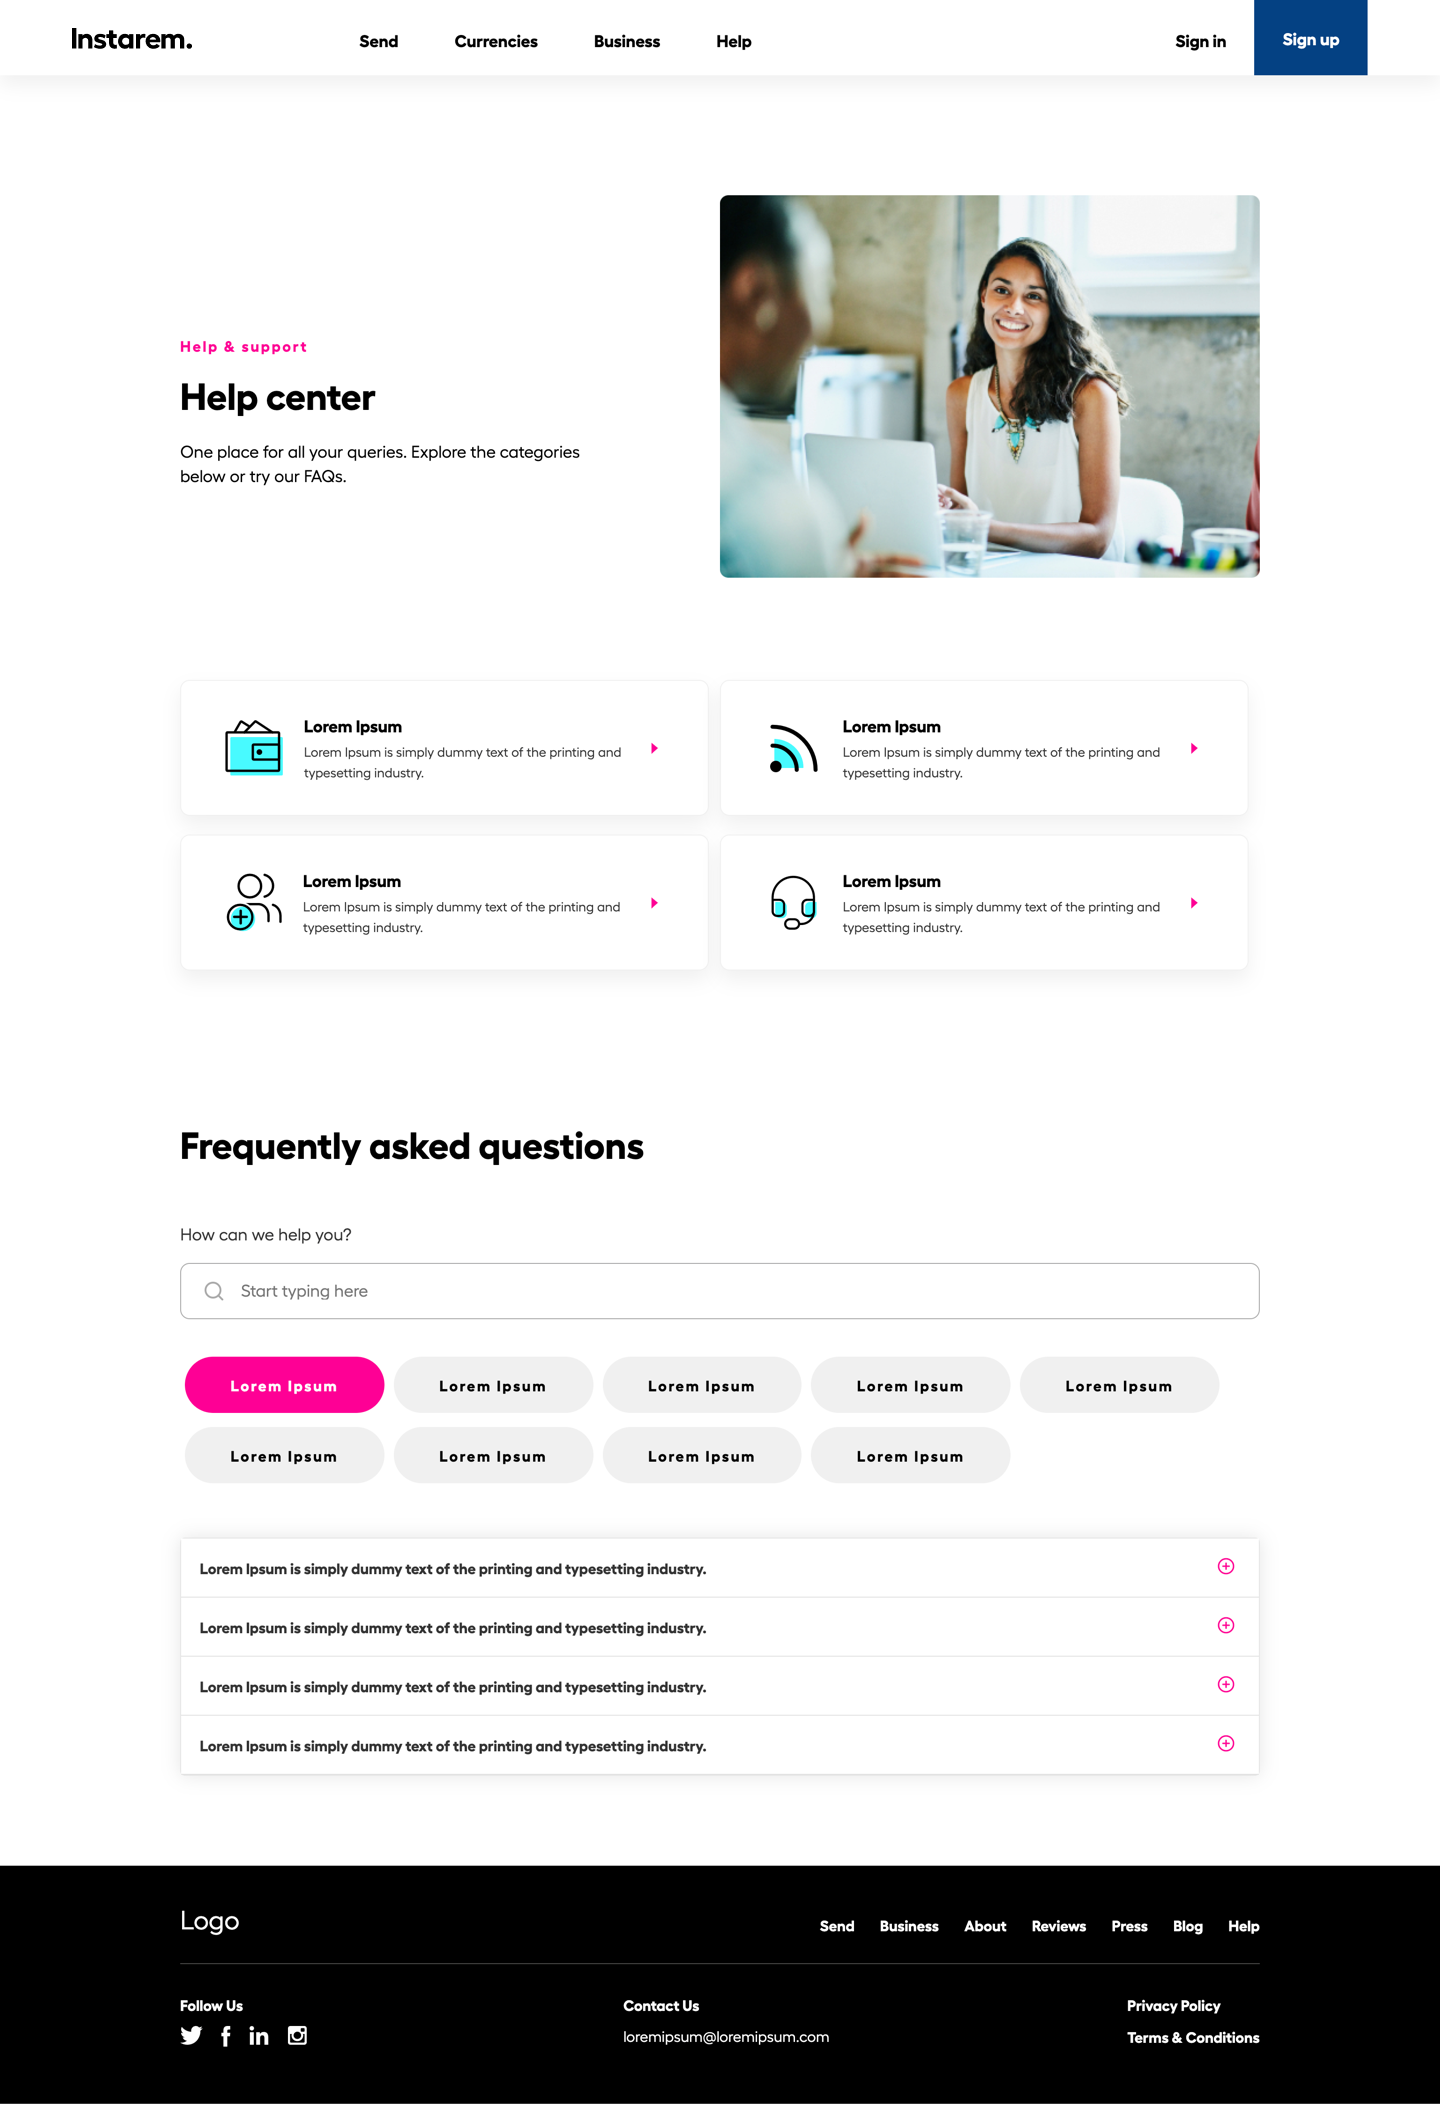 Instarem.
Send
Currencies
Business
Help
Sign in
Sign up
Help & support
Help center
One place for all your queries. Explore the categories
below or try our FAQs.
Lorem Ipsum
Lorem Ipsum is simply dummy text of the printing and
typesetting industry.
Lorem Ipsum
Lorem Ipsum is simply dummy text of the printing and
typesetting industry.
Lorem Ipsum
Lorem Ipsum is simply dummy text of the printing and
typesetting industry.
Lorem Ipsum
Lorem Ipsum is simply dummy text of the printing and
typesetting industry.
Frequently asked questions
How can we help you?
Start typing here
Lorem Ipsum
Lorem Ipsum
Lorem Ipsum
Lorem Ipsum
Lorem Ipsum
Lorem Ipsum
Lorem Ipsum
Lorem Ipsum
Lorem Ipsum
Lorem Ipsum is simply dummy text of the printing and typesetting industry.
Lorem Ipsum is simply dummy text of the printing and typesetting industry.
Lorem Ipsum is simply dummy text of the printing and typesetting industry.
Lorem Ipsum is simply dummy text of the printing and typesetting industry.
Logo
Send
Business
About
Reviews
Press
Blog
Help
Follow Us
Contact Us
loremipsum@loremipsum.com
Privacy Policy
Terms & Conditions